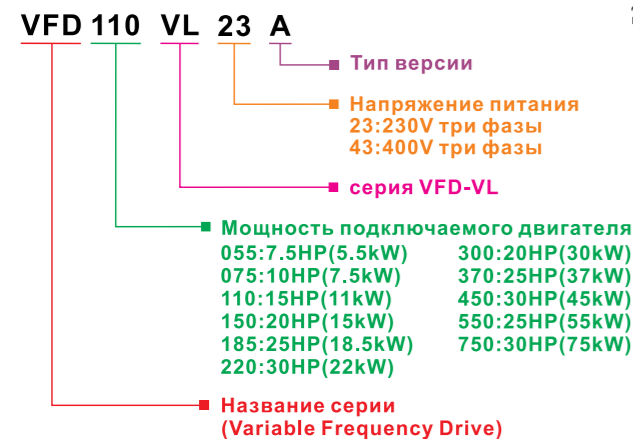 VFD 110 VL 23 A
Тип версии
Напряжение питания
23:230V три фазы
43:400V три фазы
серия VFD-VL
Мощность подключаемого двигателя
055:7.5HP(5.5kW) 300:20HP(30kW)
075:10HP(7.5kW) 370:25HP(37kW)
110:15HP(11kW) 450:30HP(45kW)
150:20HP(15kW) 550:25HP(55kW)
185:25HP(18.5kW) 750:30HP(75kW)
220:30HP(22kW)
Название серии
(Variable Frequency Drive)